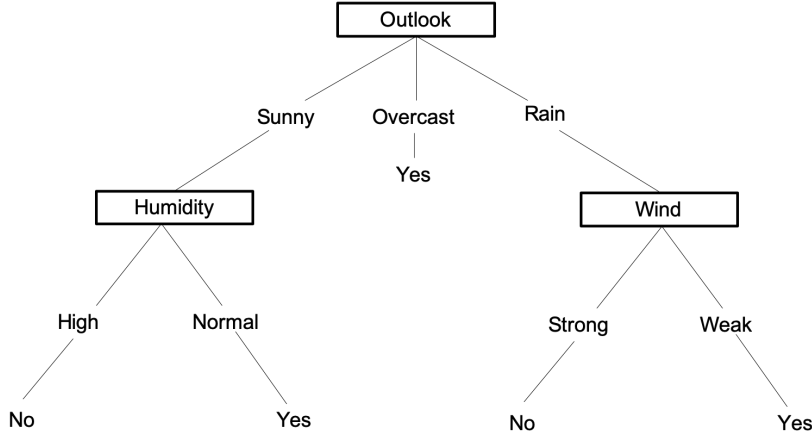 Outlook
Sunny
Overcast
Rain
Yes
Humidity
Wind
High
Normal
Strong
Weak
No
Yes
No
Yes